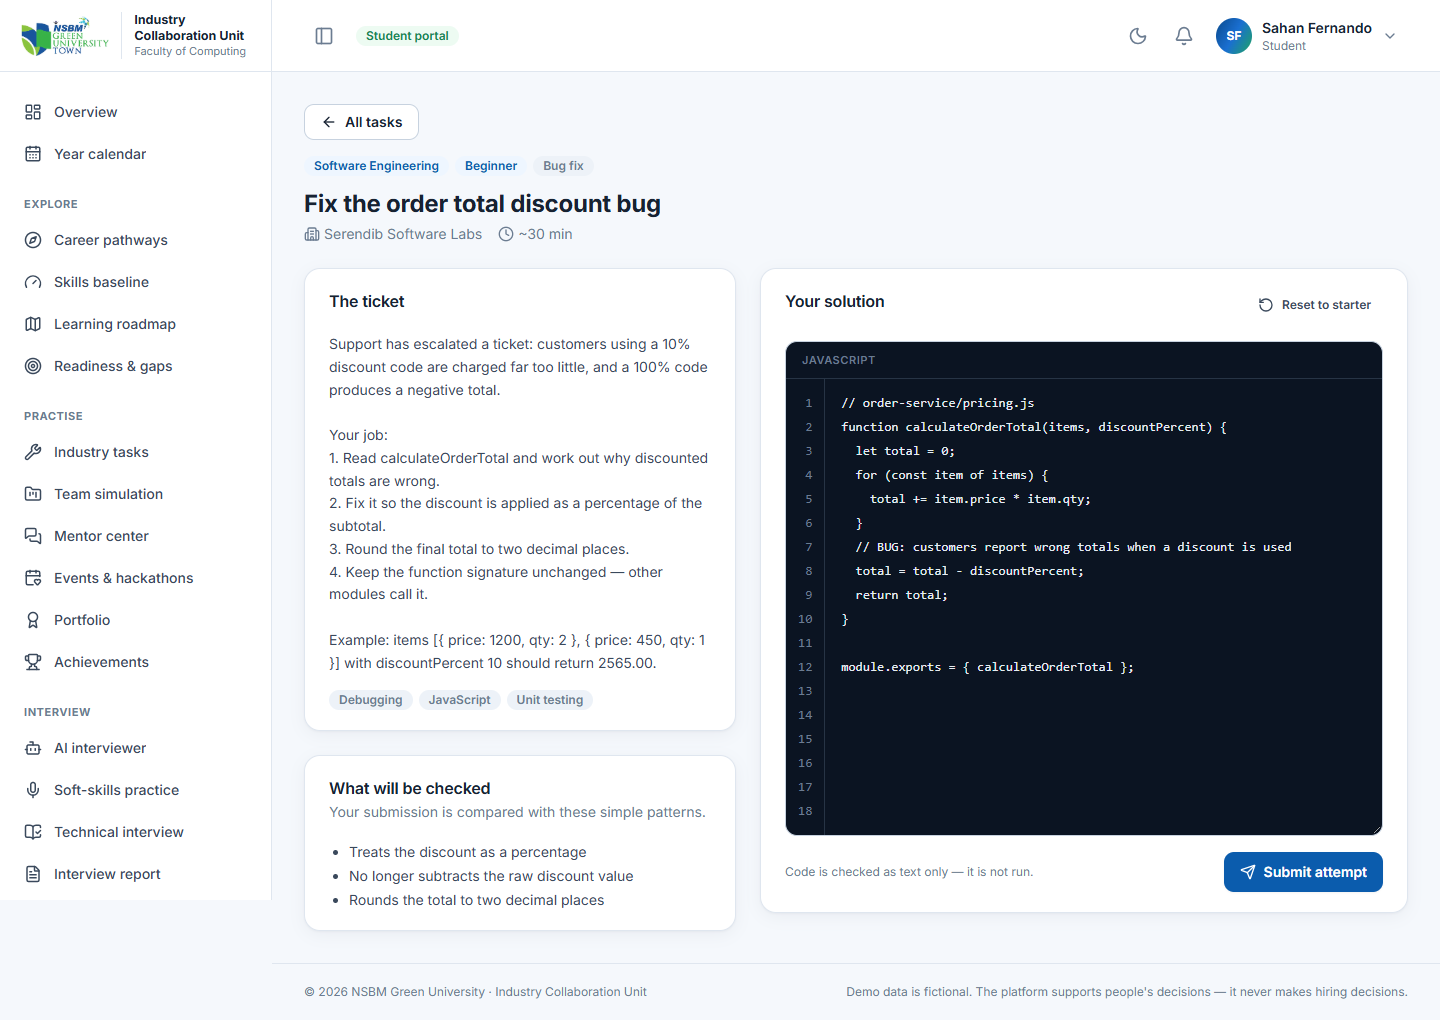 NSBM
GREEN
UNIVERSITY
TOWN
Industry
Collaboration Unit
Faculty of Computing
Student portal
SF
Sahan Fernando
Student
Overview
Year calendar
EXPLORE
Career pathways
Skills baseline
Learning roadmap
Readiness & gaps
PRACTISE
Industry tasks
Team simulation
Mentor center
Events & hackathons
Portfolio
Achievements
INTERVIEW
AI interviewer
Soft-skills practice
Technical interview
Interview report
All tasks
Software Engineering
Beginner
Bug fix
Fix the order total discount bug
Serendib Software Labs
~30 min
The ticket
Support has escalated a ticket: customers using a 10%
discount code are charged far too little, and a 100% code
produces a negative total.
Your job:
1. Read calculateOrderTotal and work out why discounted
totals are wrong.
2. Fix it so the discount is applied as a percentage of the
subtotal.
3. Round the final total to two decimal places.
4. Keep the function signature unchanged — other
modules call it.
Example: items [{ price: 1200, qty: 2 }, { price: 450, qty: 1
}] with discountPercent 10 should return 2565.00.
Debugging
JavaScript
Unit testing
What will be checked
Your submission is compared with these simple patterns.
• Treats the discount as a percentage
• No longer subtracts the raw discount value
• Rounds the total to two decimal places
Your solution
Reset to starter
JAVASCRIPT
1 // order-service/pricing.js
2 function calculateOrderTotal(items, discountPercent) {
3 let total = 0;
4 for (const item of items) {
5 total += item.price * item.qty;
6 }
7 // BUG: customers report wrong totals when a discount is used
8 total = total - discountPercent;
9 return total;
10 }
11
12 module.exports = { calculateOrderTotal };
13
14
15
16
17
18
Code is checked as text only — it is not run.
Submit attempt
© 2026 NSBM Green University · Industry Collaboration Unit
Demo data is fictional. The platform supports people's decisions — it never makes hiring decisions.